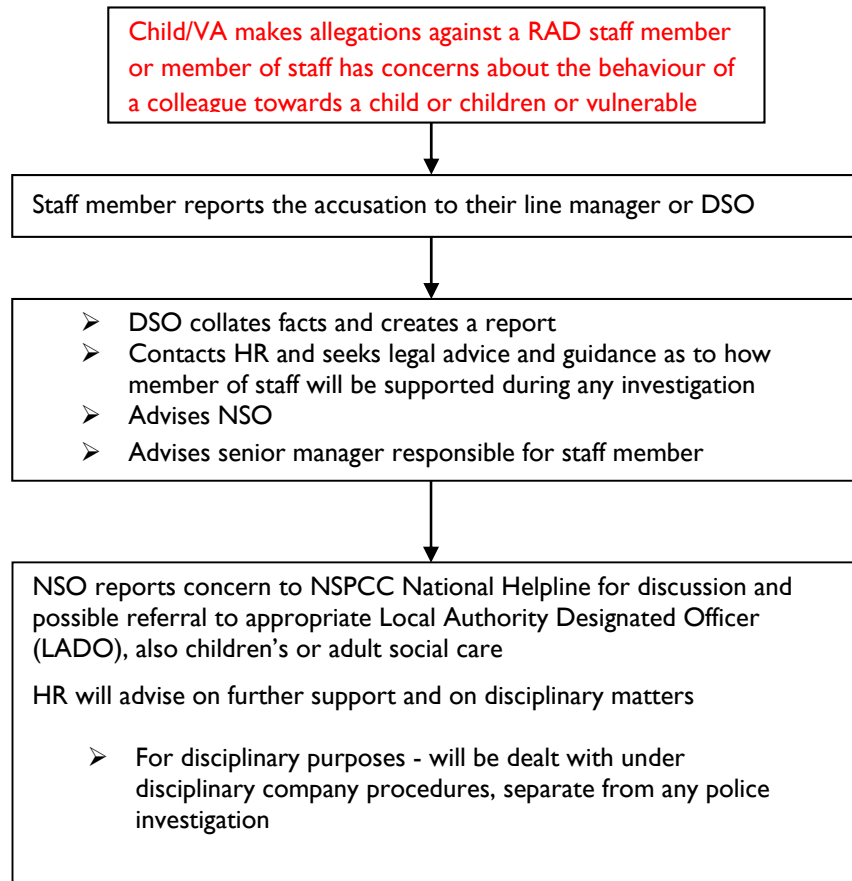 Child/VA makes allegations against a RAD staff member
or member of staff has concerns about the behaviour of
a colleague towards a child or children or vulnerable
Staff member reports the accusation to their line manager or DSO
➢ DSO collates facts and creates a report
➢ Contacts HR and seeks legal advice and guidance as to how
member of staff will be supported during any investigation
➢ Advises NSO
➢ Advises senior manager responsible for staff member
NSO reports concern to NSPCC National Helpline for discussion and
possible referral to appropriate Local Authority Designated Officer
(LADO), also children’s or adult social care
HR will advise on further support and on disciplinary matters
➢ For disciplinary purposes - will be dealt with under
disciplinary company procedures, separate from any police
investigation